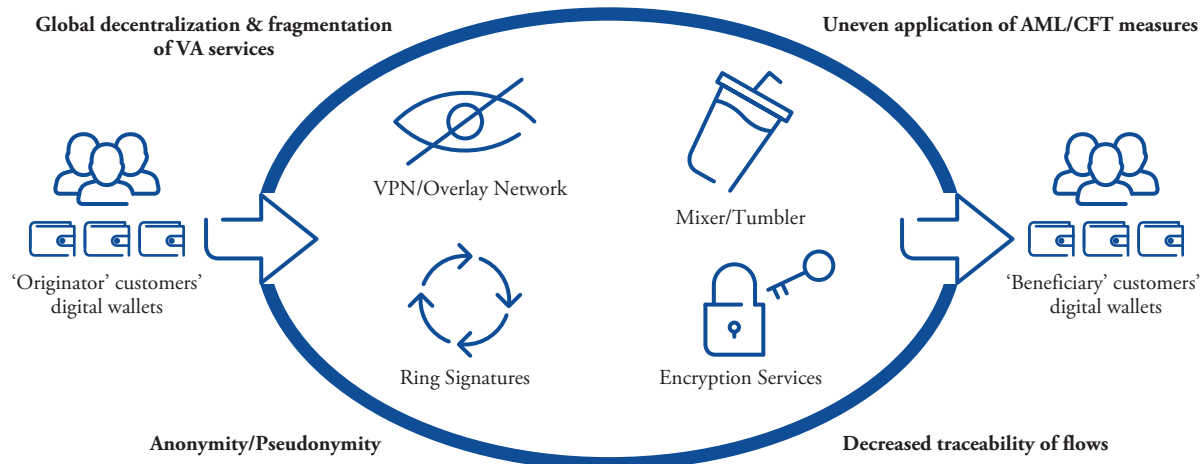 Global decentralization & fragmentation
of VA services
Uneven application of AML/CFT measures
VPN/Overlay Network
Mixer/Tumbler
‘Originator’ customers’
digital wallets
‘Beneficiary’ customers’
digital wallets
Ring Signatures
Encryption Services
Anonymity/Pseudonymity
Decreased traceability of flows